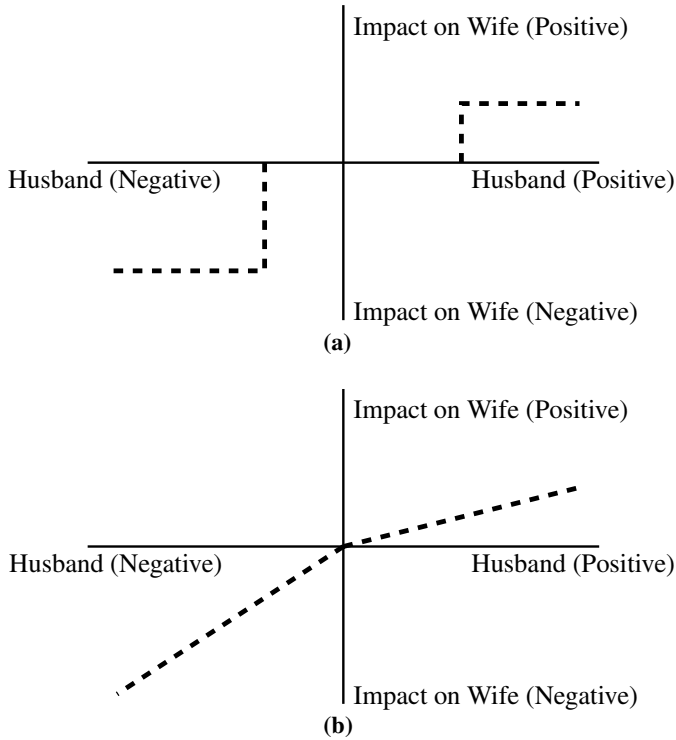 Impact on Wife (Positive)
Husband (Negative)
Husband (Positive)
Impact on Wife (Negative)
(a)
Impact on Wife (Positive)
Husband (Negative)
Husband (Positive)
Impact on Wife (Negative)
(b)